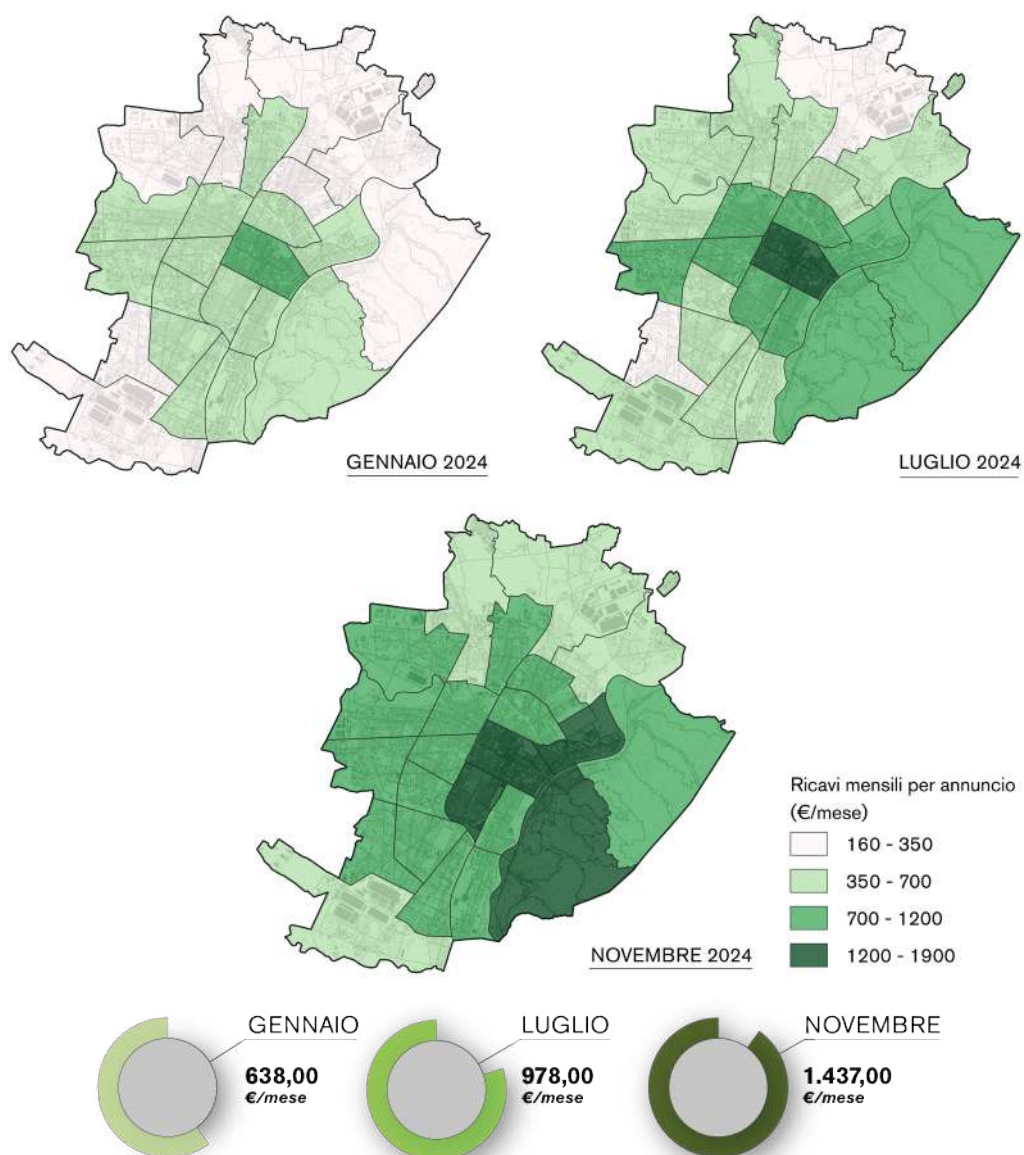 GENNAIO 2024
LUGLIO 2024
NOVEMBRE 2024
Ricavi mensili per annuncio
(€/mese)
160 - 350
350 - 700
700 - 1200
1200 - 1900
GENNAIO
638,00
€/mese
LUGLIO
978,00
€/mese
NOVEMBRE
1.437,00
€/mese